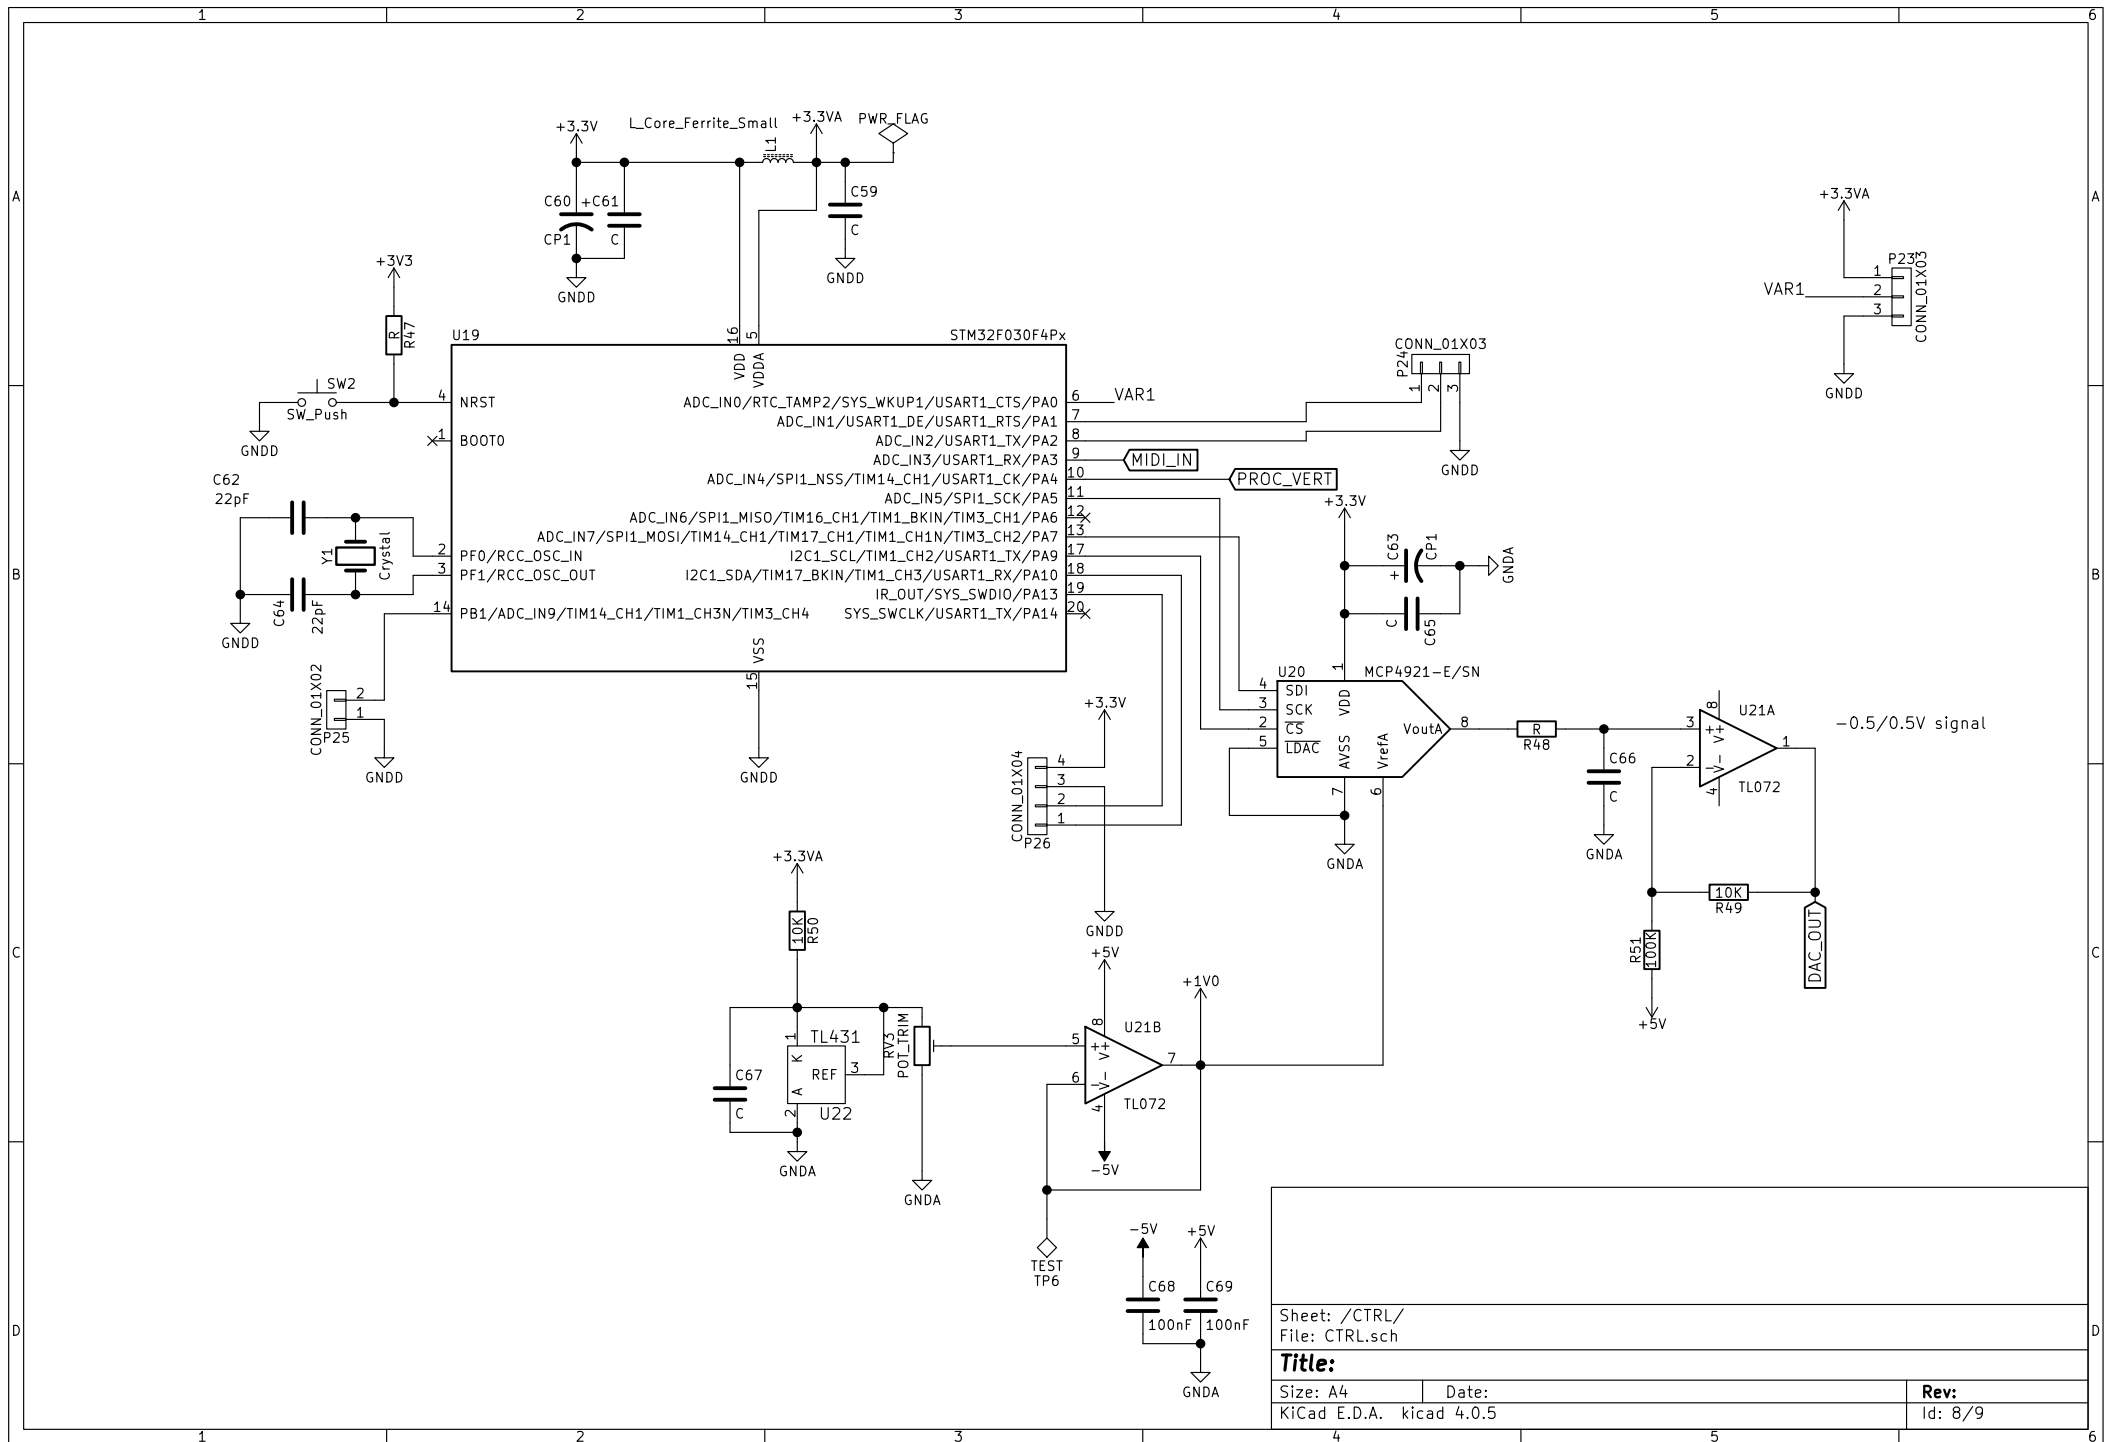 1 2 3 4 5 6
A A
B B
C C
D D
1 2 3 4 5 6
+3.3V
L_Core_Ferrite_Small
L1
+3.3VA
PWR_FLAG
C60
+
CP1
C61
C
GNDD
C59
C
GNDD
+3V3
R
R47
SW2
SW_Push
GNDD
U19
STM32F030F4Px
16
VDD
5
VDDA
4 NRST
1 BOOT0
2 PF0/RCC_OSC_IN
3 PF1/RCC_OSC_OUT
14 PB1/ADC_IN9/TIM14_CH1/TIM1_CH3N/TIM3_CH4
VSS
15
GNDD
ADC_IN0/RTC_TAMP2/SYS_WKUP1/USART1_CTS/PA0 6 VAR1
ADC_IN1/USART1_DE/USART1_RTS/PA1 7
ADC_IN2/USART1_TX/PA2 8
ADC_IN3/USART1_RX/PA3 9 MIDI_IN
ADC_IN4/SPI1_NSS/TIM14_CH1/USART1_CK/PA4 10 PROC_VERT
ADC_IN5/SPI1_SCK/PA5 11
ADC_IN6/SPI1_MISO/TIM16_CH1/TIM1_BKIN/TIM3_CH1/PA6 12
ADC_IN7/SPI1_MOSI/TIM14_CH1/TIM17_CH1/TIM1_CH1N/TIM3_CH2/PA7 13
I2C1_SCL/TIM1_CH2/USART1_TX/PA9 17
I2C1_SDA/TIM17_BKIN/TIM1_CH3/USART1_RX/PA10 18
IR_OUT/SYS_SWDIO/PA13 19
SYS_SWCLK/USART1_TX/PA14 20
C62
22pF
Y1
Crystal
C64
22pF
GNDD
CONN_01X02
2
1
P25
GNDD
CONN_01X03
P24
1 2 3
GNDD
+3.3VA
P23
CONN_01X03
VAR1
1
2
3
GNDD
+3.3V
C63
+
CP1
GNDA
C
C65
1
U20
MCP4921-E/SN
4 SDI
3 SCK
2 CS
5 LDAC
VDD
AVSS
VrefA
VoutA 8
7
6
GNDA
R
R48
C66
C
GNDA
3
2
+
V+
-
V-
8
4
1
U21A
TL072
-0.5/0.5V signal
10K
R49
R51
100K
+5V
DAC_OUT
+3.3V
CONN_01X04
4
3
2
1
P26
GNDD
+3.3VA
10K
R50
C67
C
1
TL431
K
REF 3
A
2
U22
GNDA
RV3
POT_TRIM
GNDA
+5V
8
U21B
5
6
+
V+
-
V-
7
4
TL072
-5V
+1V0
TEST
TP6
-5V
+5V
C68
100nF
C69
100nF
GNDA
Sheet: /CTRL/
File: CTRL.sch
Title:
Size: A4 Date: Rev:
KiCad E.D.A. kicad 4.0.5 Id: 8/9